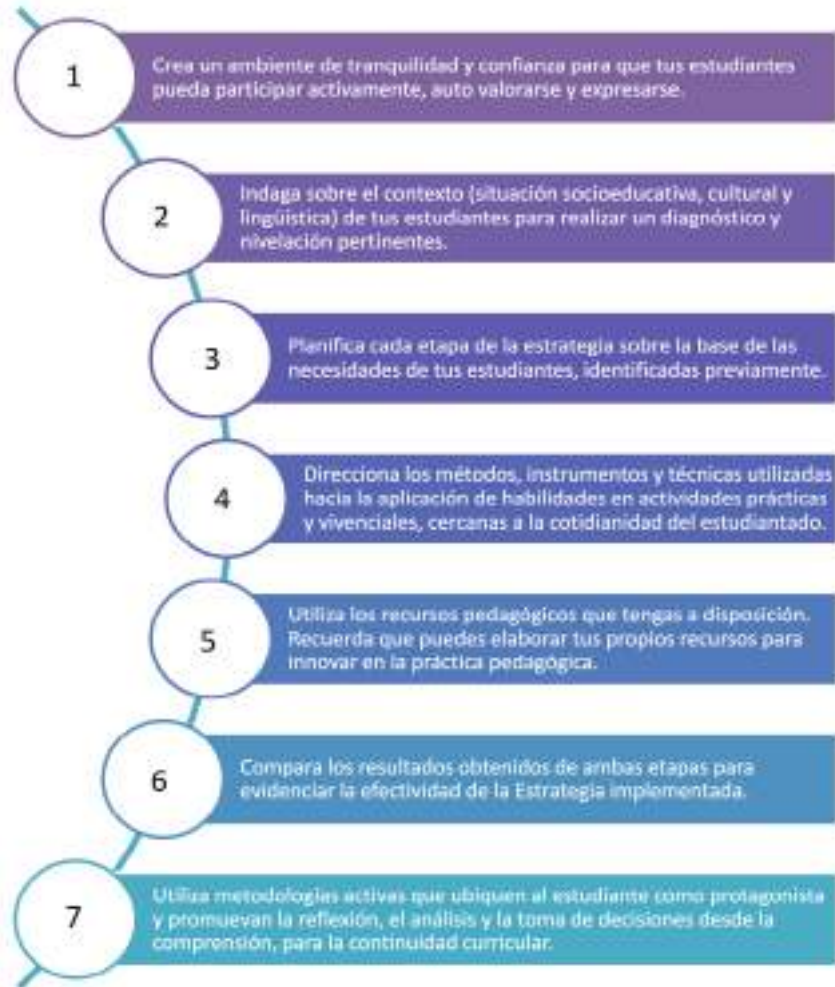 1
Crea un ambiente de tranquilidad y confianza para que tus estudiantes
pueda participar activamente, auto valorarse y expresarse.
2
Indaga sobre el contexto (situación socioeducativa, cultural y
lingüística) de tus estudiantes para realizar un diagnóstico y
nivelación pertinentes.
3
Planifica cada etapa de la estrategia sobre la base de las
necesidades de tus estudiantes, identificadas previamente.
4
Direcciona los métodos, instrumentos y técnicas utilizadas
hacia la aplicación de habilidades en actividades prácticas
y vivenciales, cercanas a la cotidianidad del estudiantado.
5
Utiliza los recursos pedagógicos que tengas a disposición.
Recuerda que puedes elaborar tus propios recursos para
innovar en la práctica pedagógica.
6
Compara los resultados obtenidos de ambas etapas para
evidenciar la efectividad de la Estrategia implementada.
7
Utiliza metodologías activas que ubiquen al estudiante como protagonista
y promuevan la reflexión, el análisis y la toma de decisiones desde la
comprensión, para la continuidad curricular.